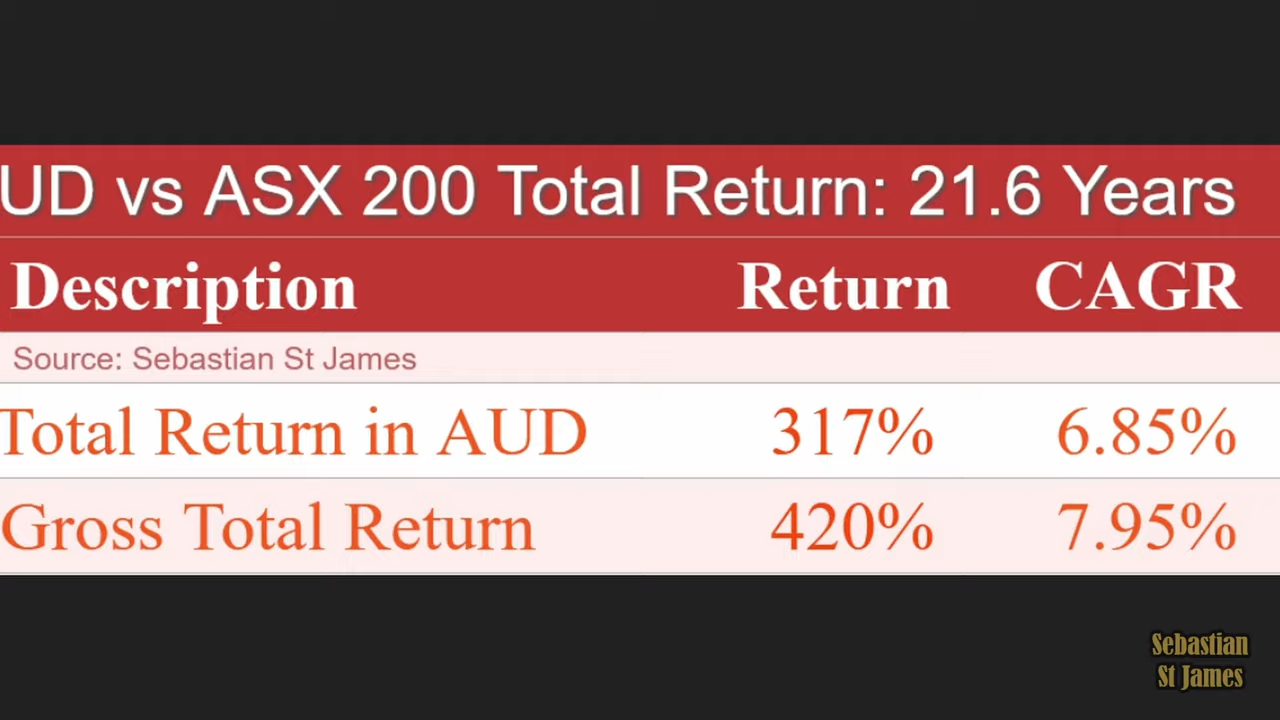 UD vs ASX 200 Total Return: 21.6 Years
Description Return CAGR
Source: Sebastian St James
Total Return in AUD 317% 6.85%
Gross Total Return 420% 7.95%
Sebastian
St James